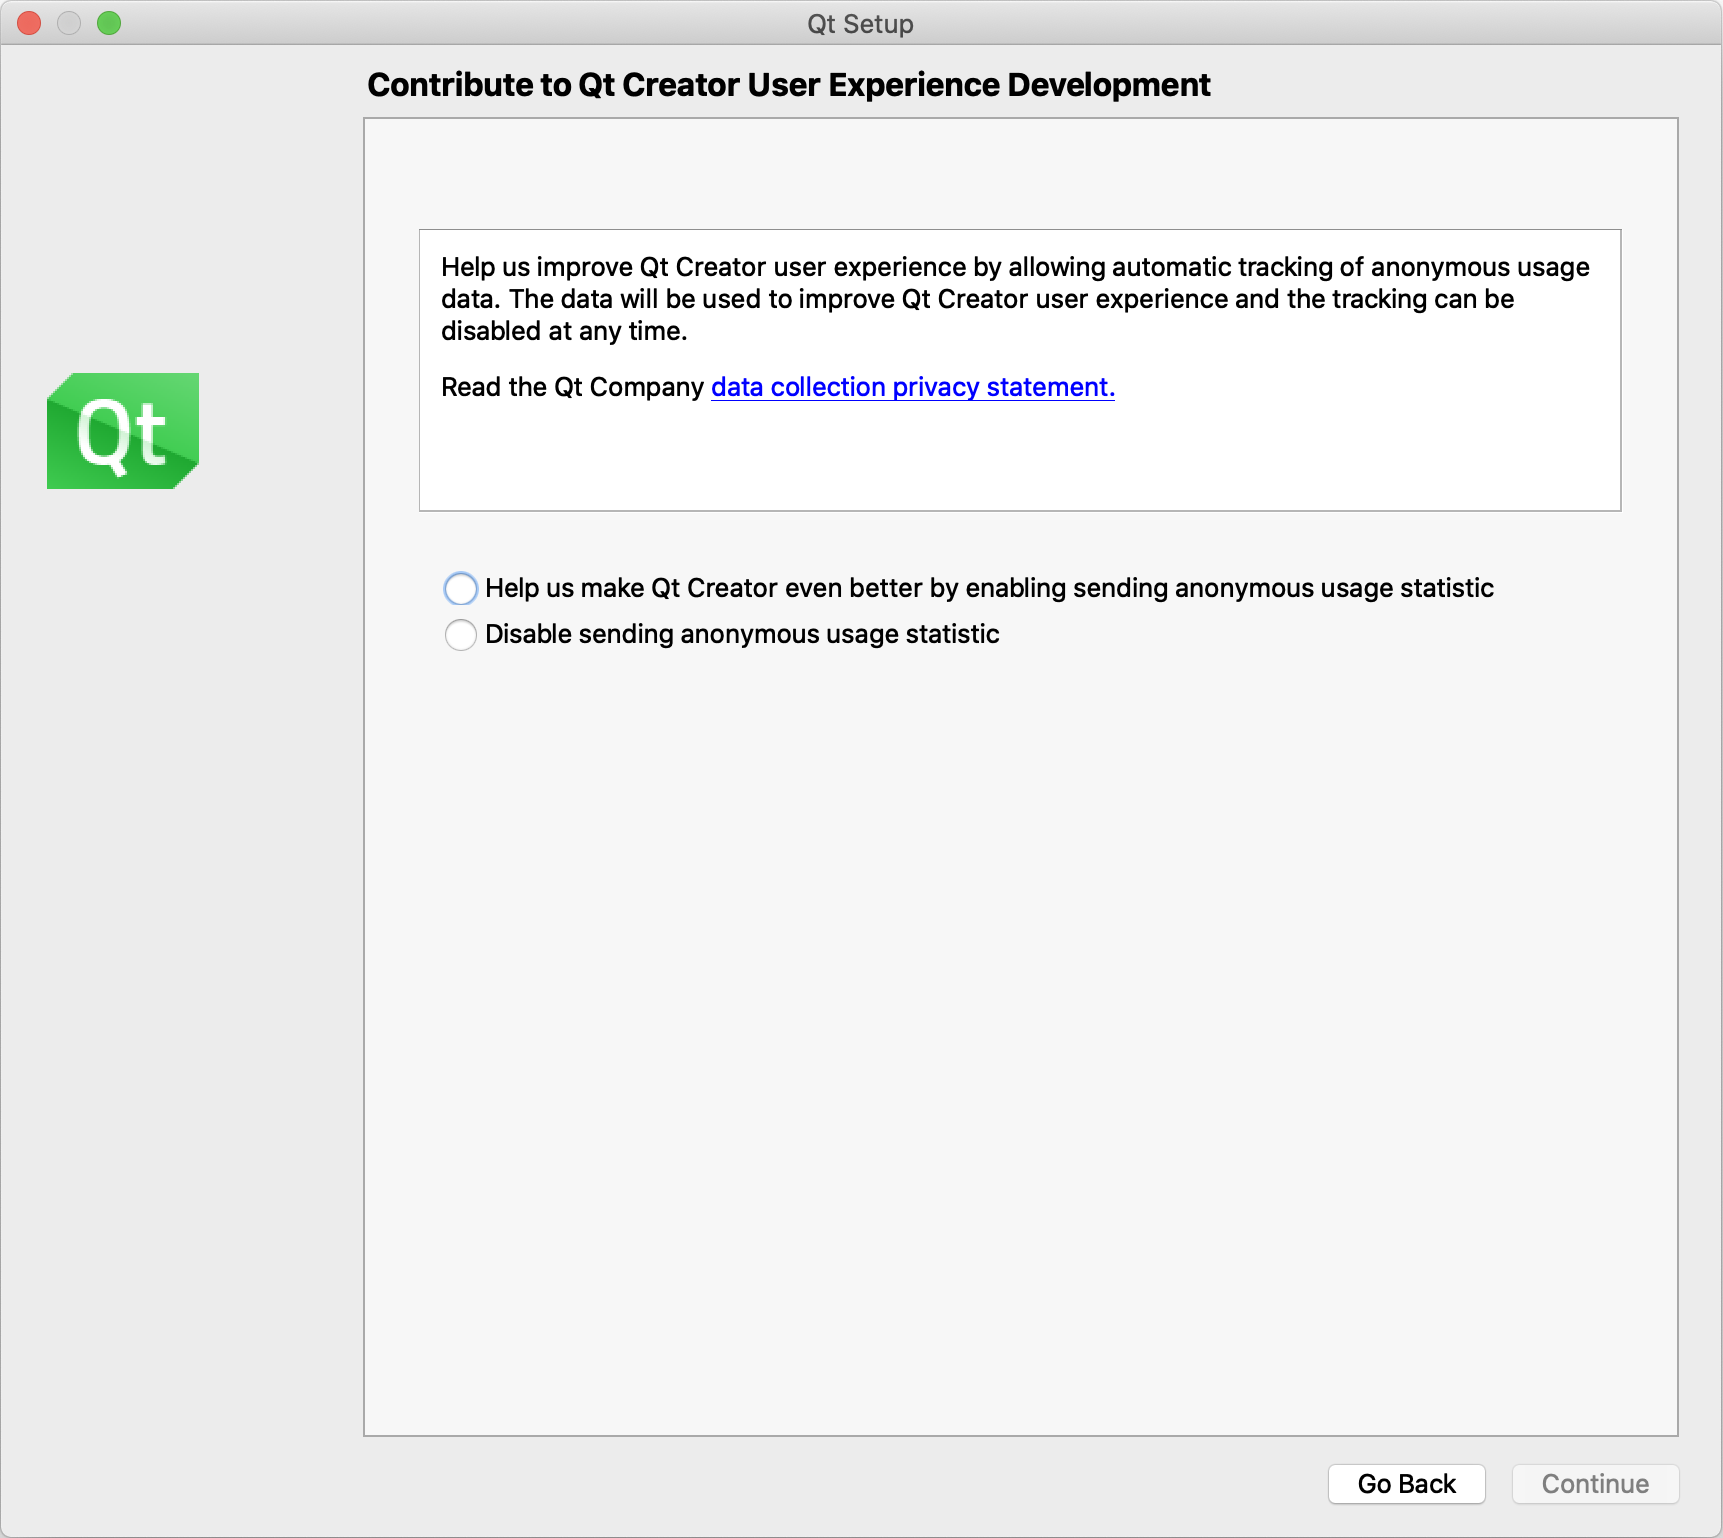 Qt Setup
Contribute to Qt Creator User Experience Development
Help us improve Qt Creator user experience by allowing automatic tracking of anonymous usage
data. The data will be used to improve Qt Creator user experience and the tracking can be
disabled at any time.
Read the Qt Company data collection privacy statement.
Qt
Help us make Qt Creator even better by enabling sending anonymous usage statistic
Disable sending anonymous usage statistic
Go Back
Continue